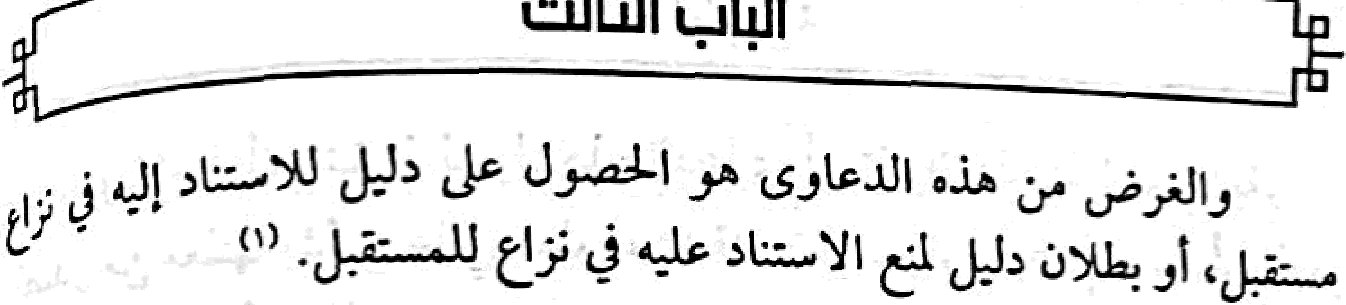 الباب الثالث
والغرض من هذه الدعاوى هو الحصول على دليل للاستناد إليه في نزاع
مستقبل، أو بطلان دليل لمنع الاستناد عليه في نزاع للمستقبل. (١)